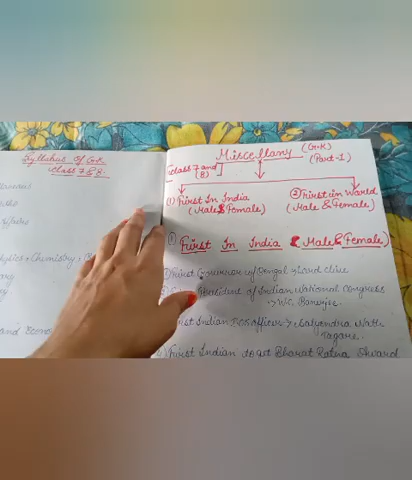 Syllabus Of G.K
Class 7 & 8
Miscellany (G.K)
(Part-1)
Class 7 and
(8)
① First In India
(Male & Female)
② First in World
(Male & Female)
① First In India (Male & Female)
First Governor of Bengal → Lord Clive
President of Indian National Congress
→ W.C. Banerjee
Indian ICS officer → Satyendra Nath
Tagore
First Indian to get Bharat Ratna Award